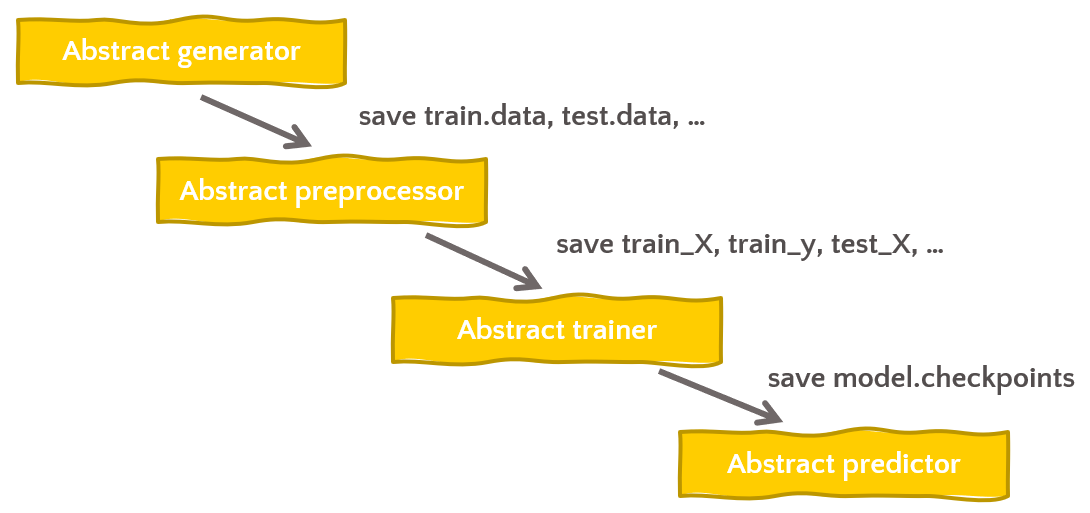 Abstract generator
save train.data, test.data, ...
Abstract preprocessor
save train_X, train_y, test_X, ...
Abstract trainer
save model.checkpoints
Abstract predictor